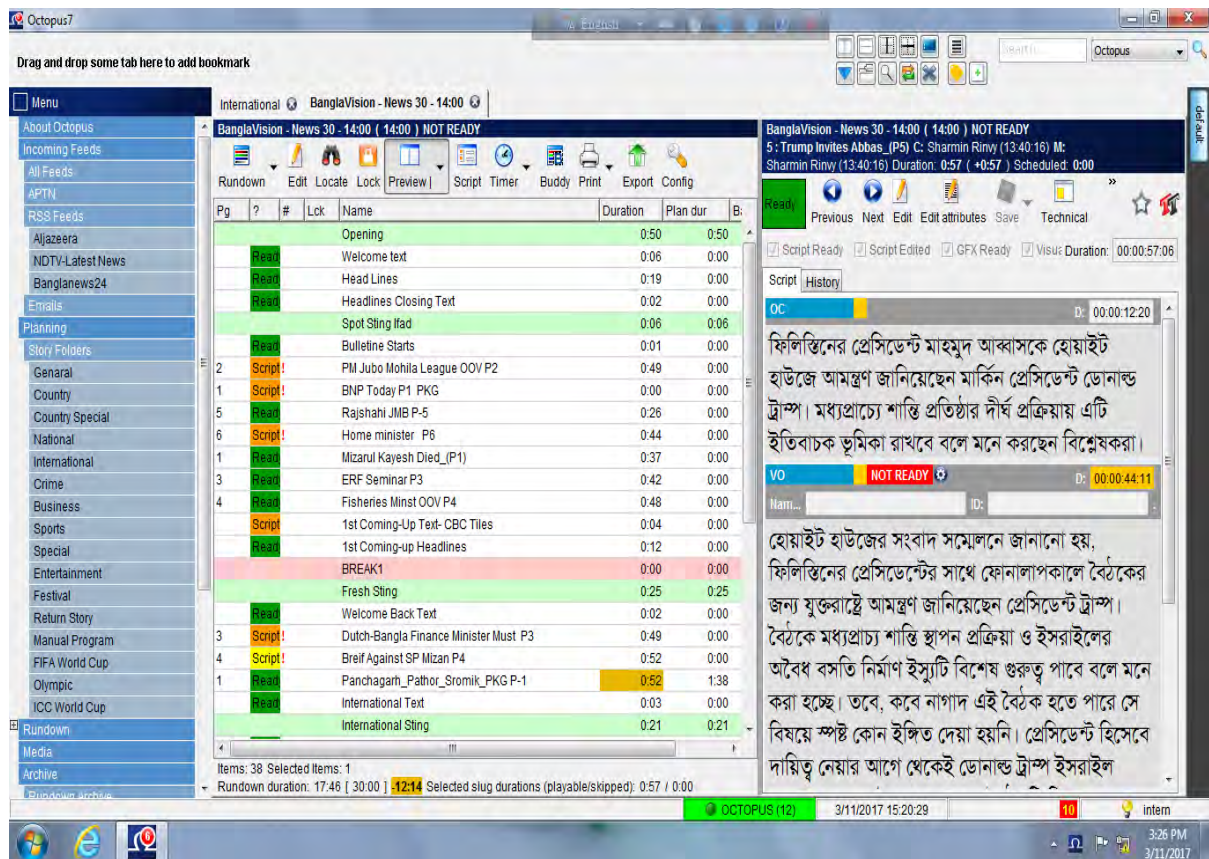 Octopus7
English
Drag and drop some tab here to add bookmark
Octopus
Menu
International
BanglaVision - News 30 - 14:00
default
About Octopus
Incoming Feeds
All Feeds
APTN
RSS Feeds
Aljazeera
NDTV-Latest News
Banglanews24
Emails
Planning
Story Folders
Genaral
Country
Country Special
National
International
Crime
Business
Sports
Special
Entertainment
Festival
Return Story
Manual Program
FIFA World Cup
Olympic
ICC World Cup
Rundown
Media
Archive
Rundown Archive
BanglaVision - News 30 - 14:00 ( 14:00 ) NOT READY
Rundown Edit Locate Lock Preview | Script Timer Buddy Print Export Config
Pg ? # Lck Name Duration Plan dur
Opening 0:50 0:50
Read Welcome text 0:06 0:00
Read Head Lines 0:19 0:00
Read Headlines Closing Text 0:02 0:00
Spot Sting Ifad 0:06 0:06
Read Bulletine Starts 0:01 0:00
2 Script ! PM Jubo Mohila League OOV P2 0:49 0:00
1 Script ! BNP Today P1 PKG 0:00 0:00
5 Read Rajshahi JMB P-5 0:26 0:00
6 Script ! Home minister P6 0:44 0:00
1 Read Mizarul Kayesh Died_(P1) 0:37 0:00
3 Read ERF Seminar P3 0:42 0:00
4 Read Fisheries Minst OOV P4 0:48 0:00
Script 1st Coming-Up Text- CBC Tiles 0:04 0:00
Read 1st Coming-up Headlines 0:12 0:00
BREAK1 0:00 0:00
Fresh Sting 0:25 0:25
Read Welcome Back Text 0:02 0:00
3 Script ! Dutch-Bangla Finance Minister Must P3 0:49 0:00
4 Script ! Breif Against SP Mizan P4 0:52 0:00
1 Read Panchagarh_Pathor_Sromik_PKG P-1 0:52 1:38
Read International Text 0:03 0:00
International Sting 0:21 0:21
Items: 38 Selected Items: 1
Rundown duration: 17:46 [ 30:00 ] -12:14 Selected slug durations (playable/skipped): 0:57 / 0:00
BanglaVision - News 30 - 14:00 ( 14:00 ) NOT READY
5 : Trump Invites Abbas_(P5) C: Sharmin Rinvy (13:40:16) M:
Sharmin Rinvy (13:40:16) Duration: 0:57 ( +0:57 ) Scheduled: 0:00
Ready Previous Next Edit Edit attributes Save Technical »
Script Ready Script Edited GFX Ready Visua Duration: 00:00:57:06
Script History
OC D: 00:00:12:20
ফিলিস্তিনের প্রেসিডেন্ট মাহমুদ আব্বাসকে হোয়াইট
হাউজে আমন্ত্রণ জানিয়েছেন মার্কিন প্রেসিডেন্ট ডোনাল্ড
ট্রাম্প। মধ্যপ্রাচ্যে শান্তি প্রতিষ্ঠার দীর্ঘ প্রক্রিয়ায় এটি
ইতিবাচক ভূমিকা রাখবে বলে মনে করছেন বিশ্লেষকরা।
VO NOT READY D: 00:00:44:11
Nam... ID:
হোয়াইট হাউজের সংবাদ সম্মেলনে জানানো হয়,
ফিলিস্তিনের প্রেসিডেন্টের সাথে ফোনালাপকালে বৈঠকের
জন্য যুক্তরাষ্ট্রে আমন্ত্রণ জানিয়েছেন প্রেসিডেন্ট ট্রাম্প।
বৈঠকে মধ্যপ্রাচ্য শান্তি স্থাপন প্রক্রিয়া ও ইসরাইলের
অবৈধ বসতি নির্মাণ ইস্যুটি বিশেষ গুরুত্ব পাবে বলে মনে
করা হচ্ছে। তবে, কবে নাগাদ এই বৈঠক হতে পারে সে
বিষয়ে স্পষ্ট কোন ইঙ্গিত দেয়া হয়নি। প্রেসিডেন্ট হিসেবে
দায়িত্ব নেয়ার আগে থেকেই ডোনাল্ড ট্রাম্প ইসরাইল
OCTOPUS (12) 3/11/2017 15:20:29 10 intern
3:26 PM
3/11/2017